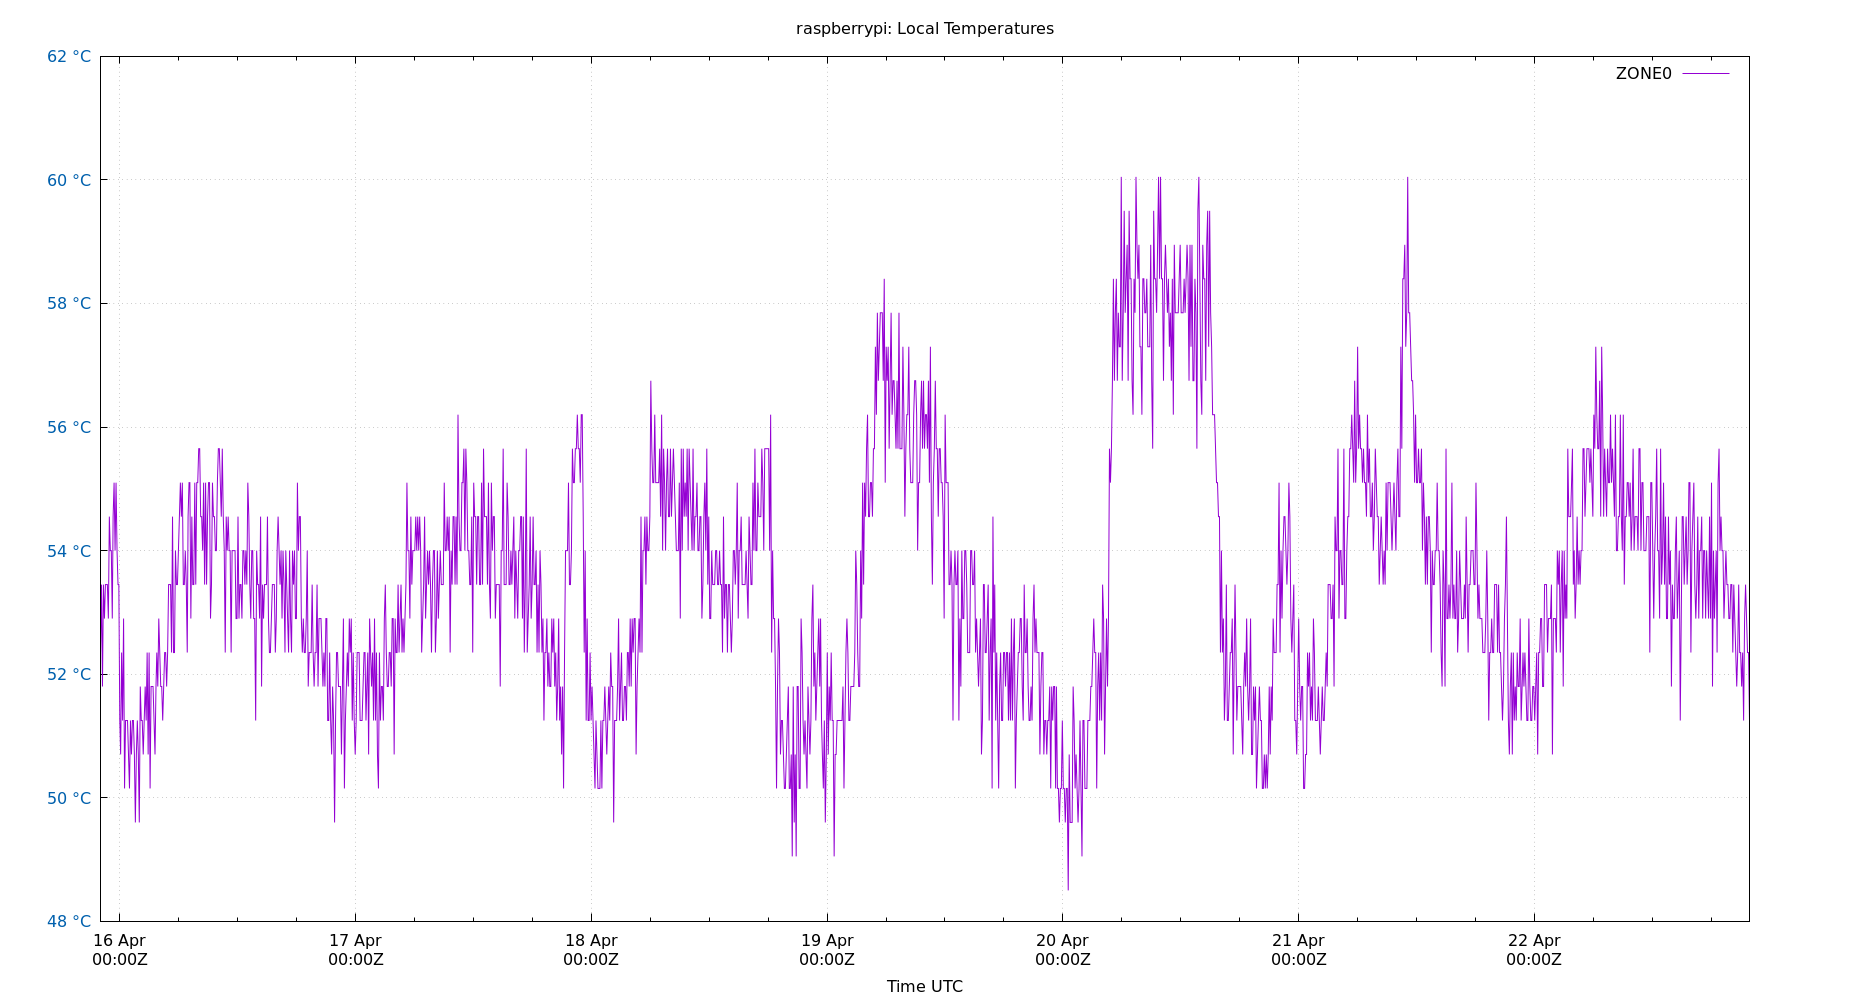 raspberrypi: Local Temperatures
62 °C
ZONE0
60 °C
58 °C
56 °C
54 °C
52 °C
50 °C
48 °C
16 Apr 17 Apr 18 Apr 19 Apr 20 Apr 21 Apr 22 Apr
00:00Z 00:00Z 00:00Z 00:00Z 00:00Z 00:00Z 00:00Z
Time UTC